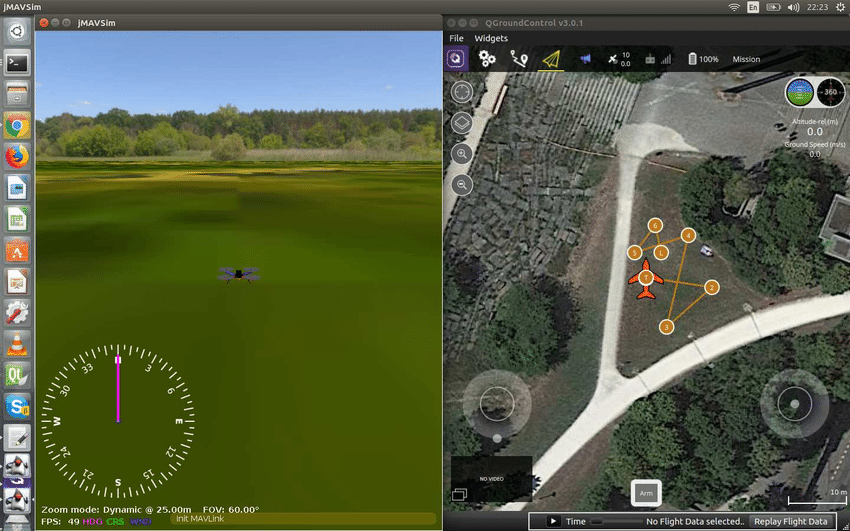 jMAVSim
En
22:23
jMAVSim
33
N
3
30
6
W
E
24
12
21
S
15
Zoom mode: Dynamic @ 25.00m FOV: 60.00°
FPS: 49 HDG CRS WND
Init MAVLink
QGroundControl v3.0.1
File Widgets
10
0.0
100%
Mission
360
Altitude-rel (m)
0.0
Ground Speed (m/s)
0.0
6
4
5
L
T
2
3
NO VIDEO
Arm
10 m
Time
No Flight Data selected..
Replay Flight Data